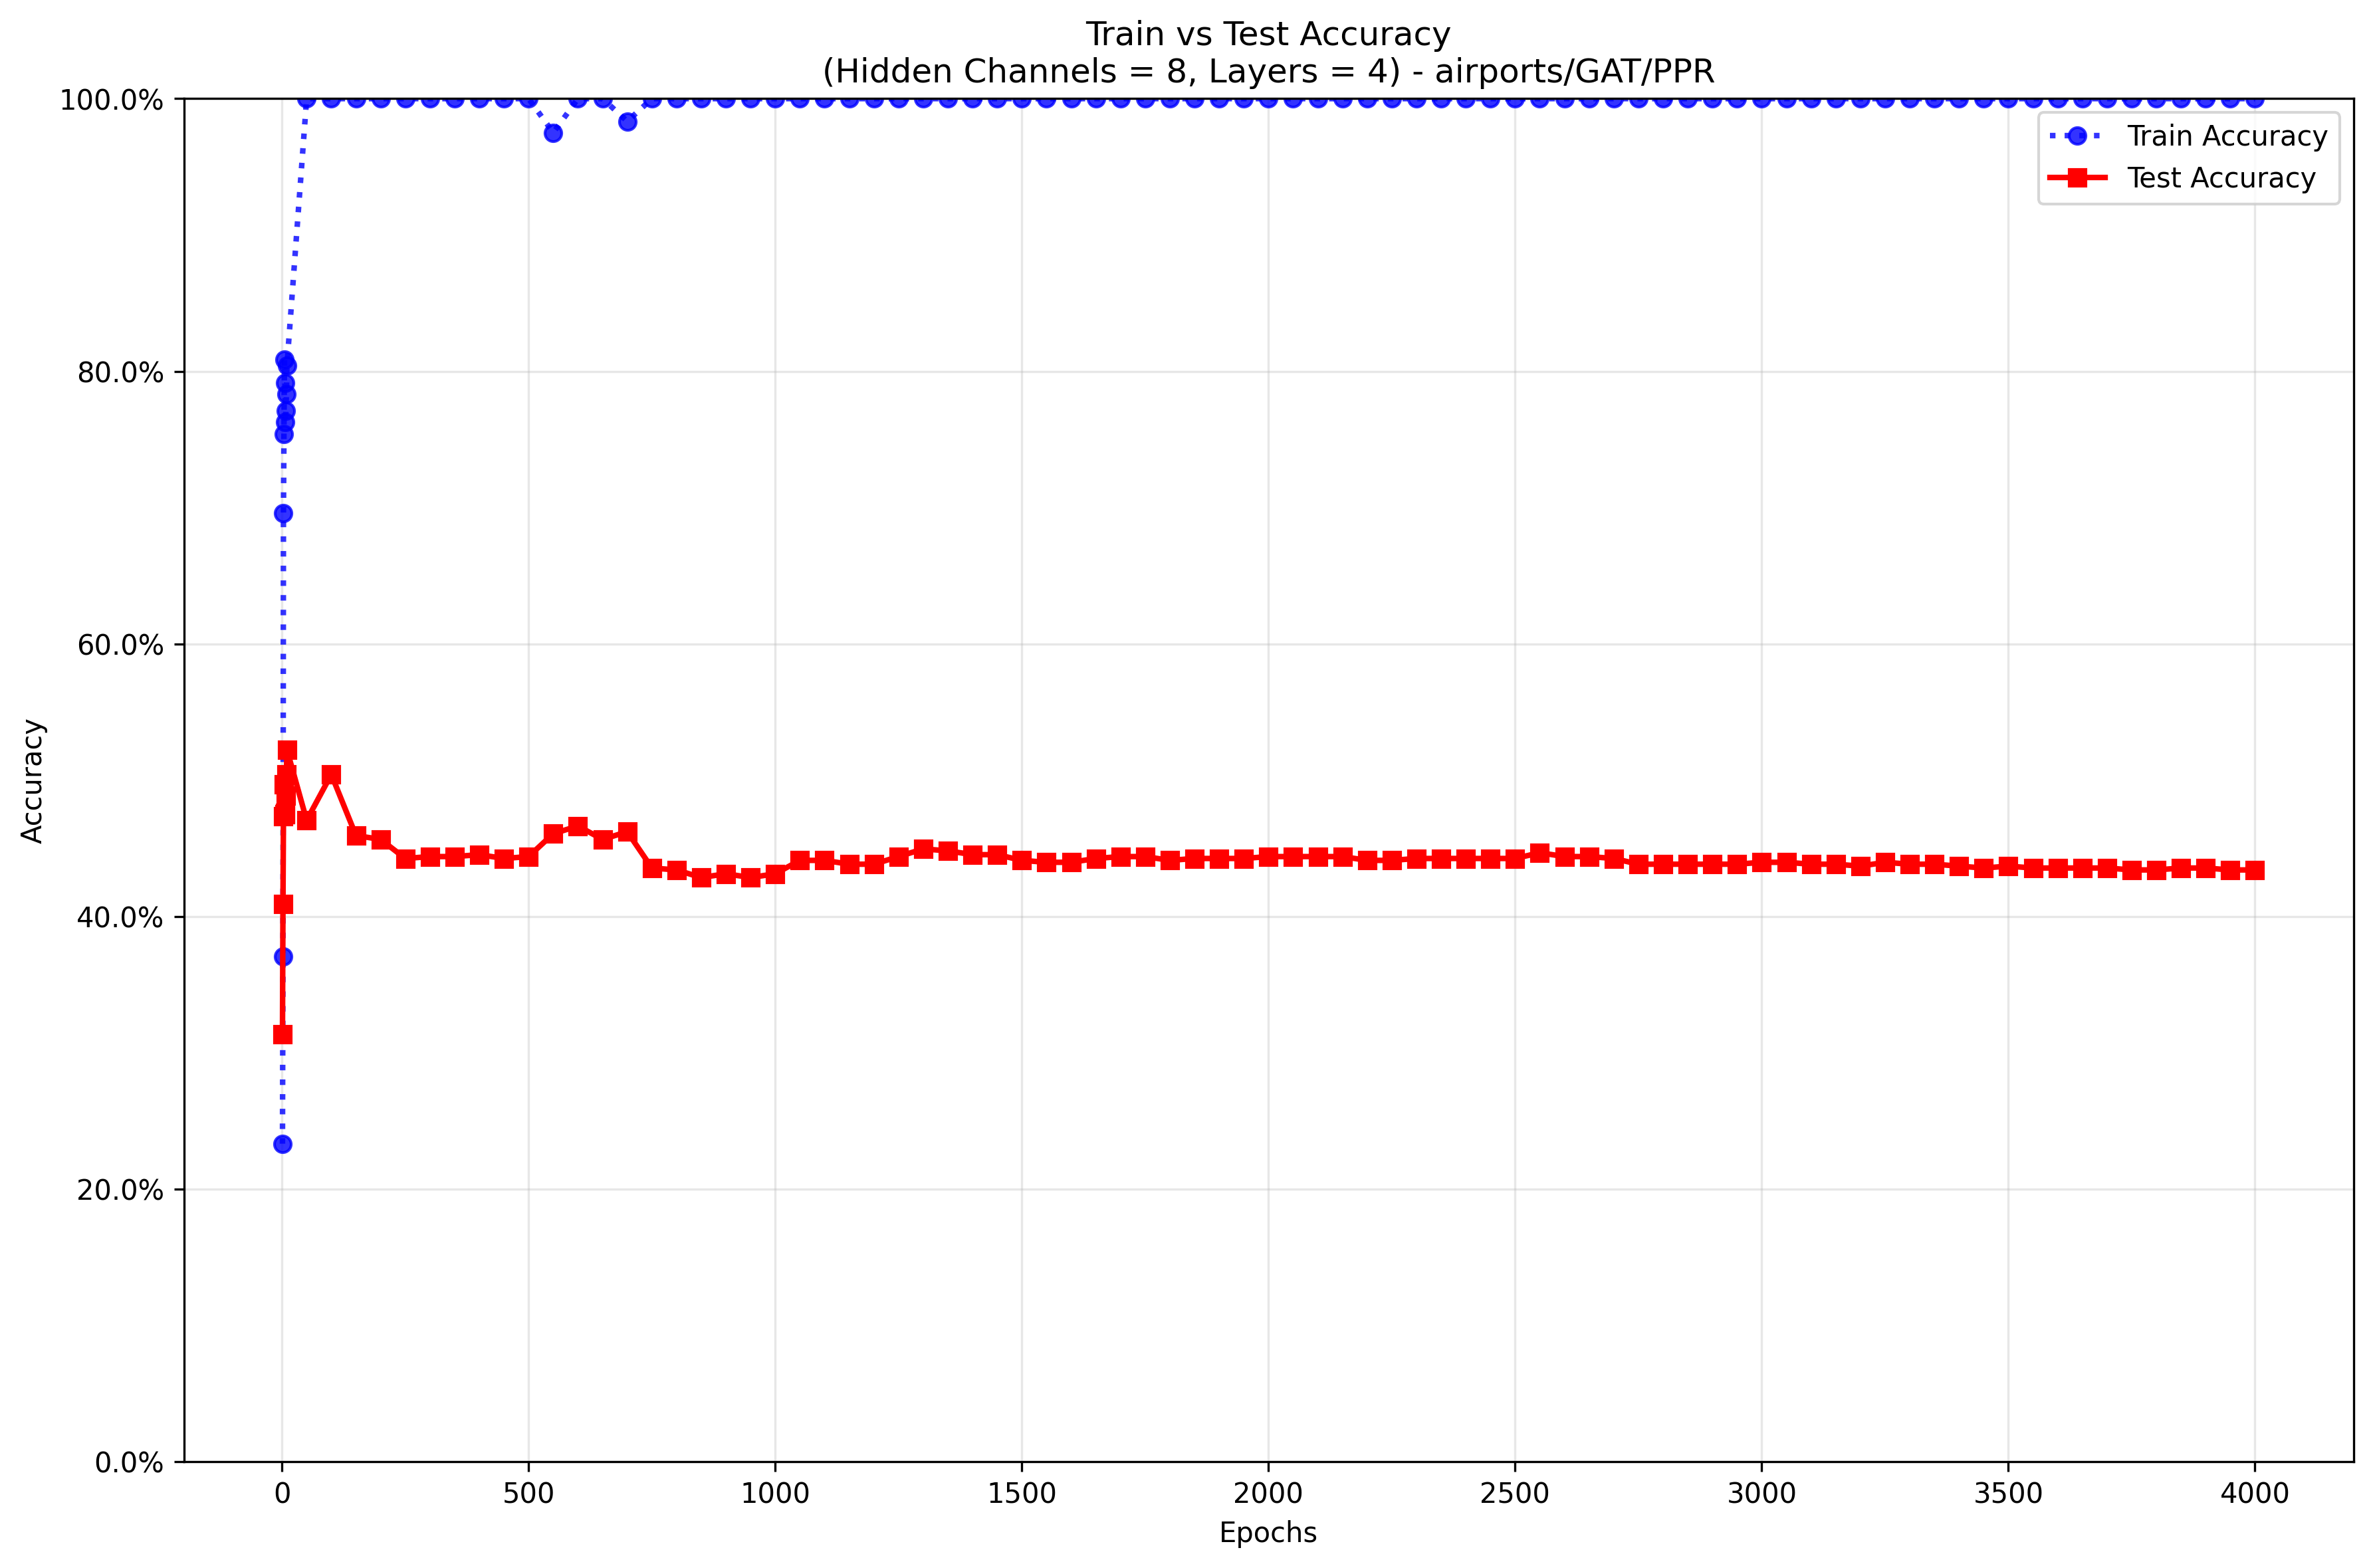 Train vs Test Accuracy
(Hidden Channels = 8, Layers = 4) - airports/GAT/PPR
100.0%
80.0%
60.0%
40.0%
20.0%
0.0%
Accuracy
Train Accuracy
Test Accuracy
0 500 1000 1500 2000 2500 3000 3500 4000
Epochs